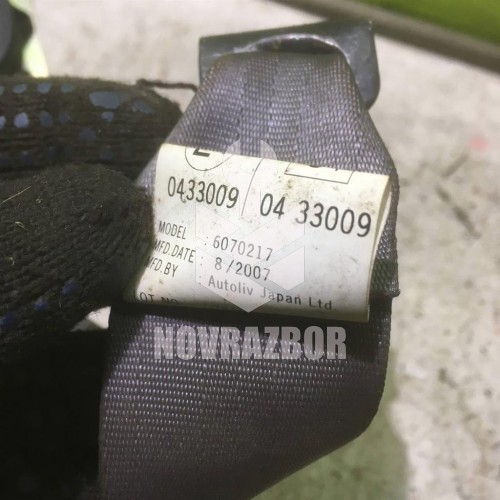 0433009 / 04 33009
MODEL : 6070217
MFD.DATE : 8/2007
MFD.BY : Autoliv Japan Ltd
NOVRAZBOR